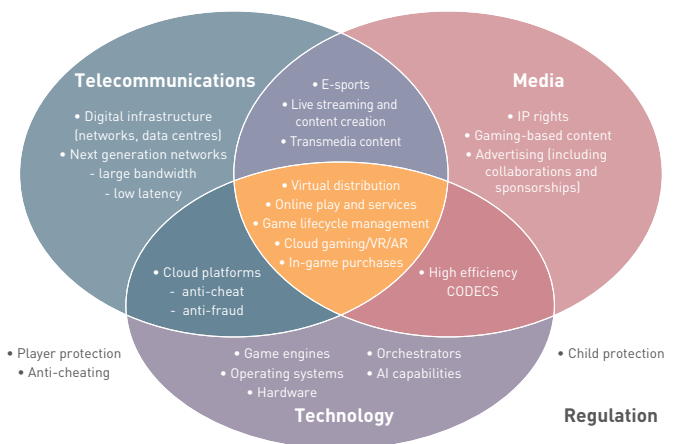 Telecommunications
• Digital infrastructure
(networks, data centres)
• Next generation networks
- large bandwidth
- low latency
• E-sports
• Live streaming and
content creation
• Transmedia content
Media
• IP rights
• Gaming-based content
• Advertising (including
collaborations and
sponsorships)
• Virtual distribution
• Online play and services
• Game lifecycle management
• Cloud gaming/VR/AR
• In-game purchases
• Cloud platforms
- anti-cheat
- anti-fraud
• High efficiency
CODECS
• Player protection
• Anti-cheating
• Game engines
• Operating systems
• Hardware
• Orchestrators
• AI capabilities
Technology
• Child protection
Regulation